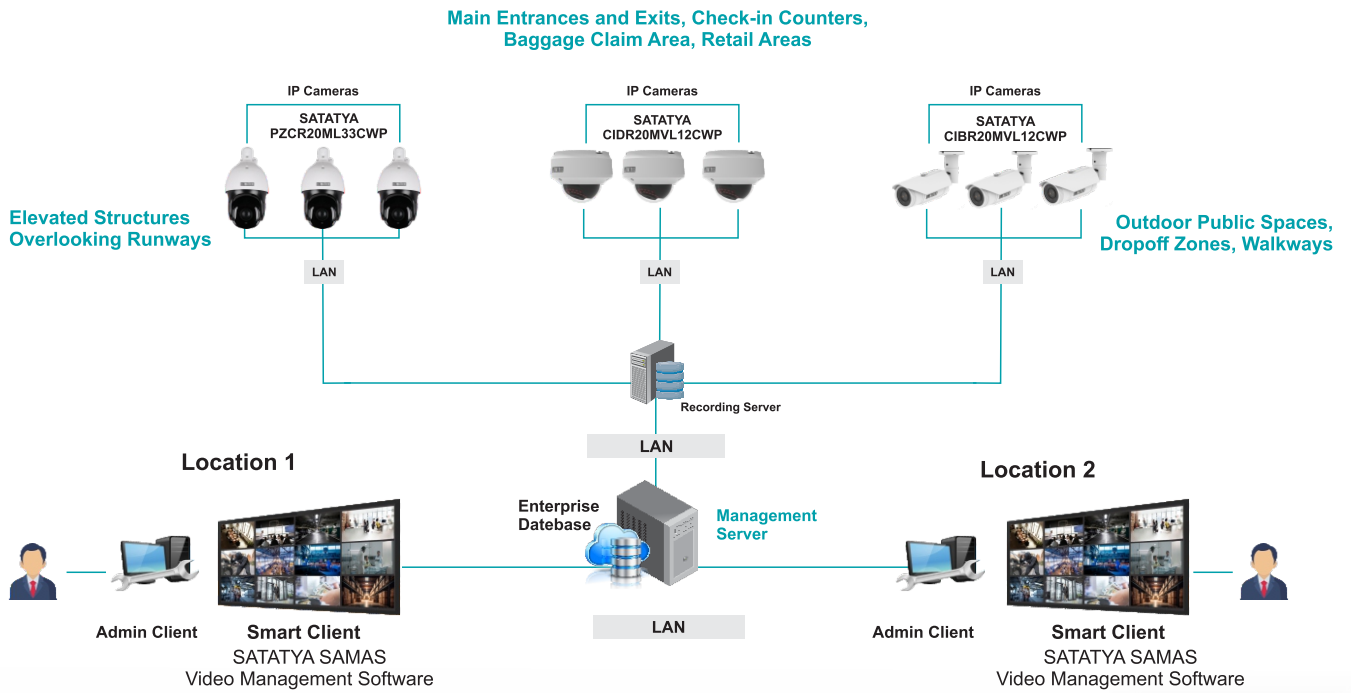 Main Entrances and Exits, Check-in Counters,
Baggage Claim Area, Retail Areas
IP Cameras
SATATYA
PZCR20ML33CWP
IP Cameras
SATATYA
CIDR20MVL12CWP
IP Cameras
SATATYA
CIBR20MVL12CWP
Elevated Structures
Overlooking Runways
Outdoor Public Spaces,
Dropoff Zones, Walkways
LAN
LAN
LAN
Recording Server
LAN
Location 1
Location 2
Enterprise
Datebase
Management
Server
LAN
Admin Client
Smart Client
SATATYA SAMAS
Video Management Software
Admin Client
Smart Client
SATATYA SAMAS
Video Management Software